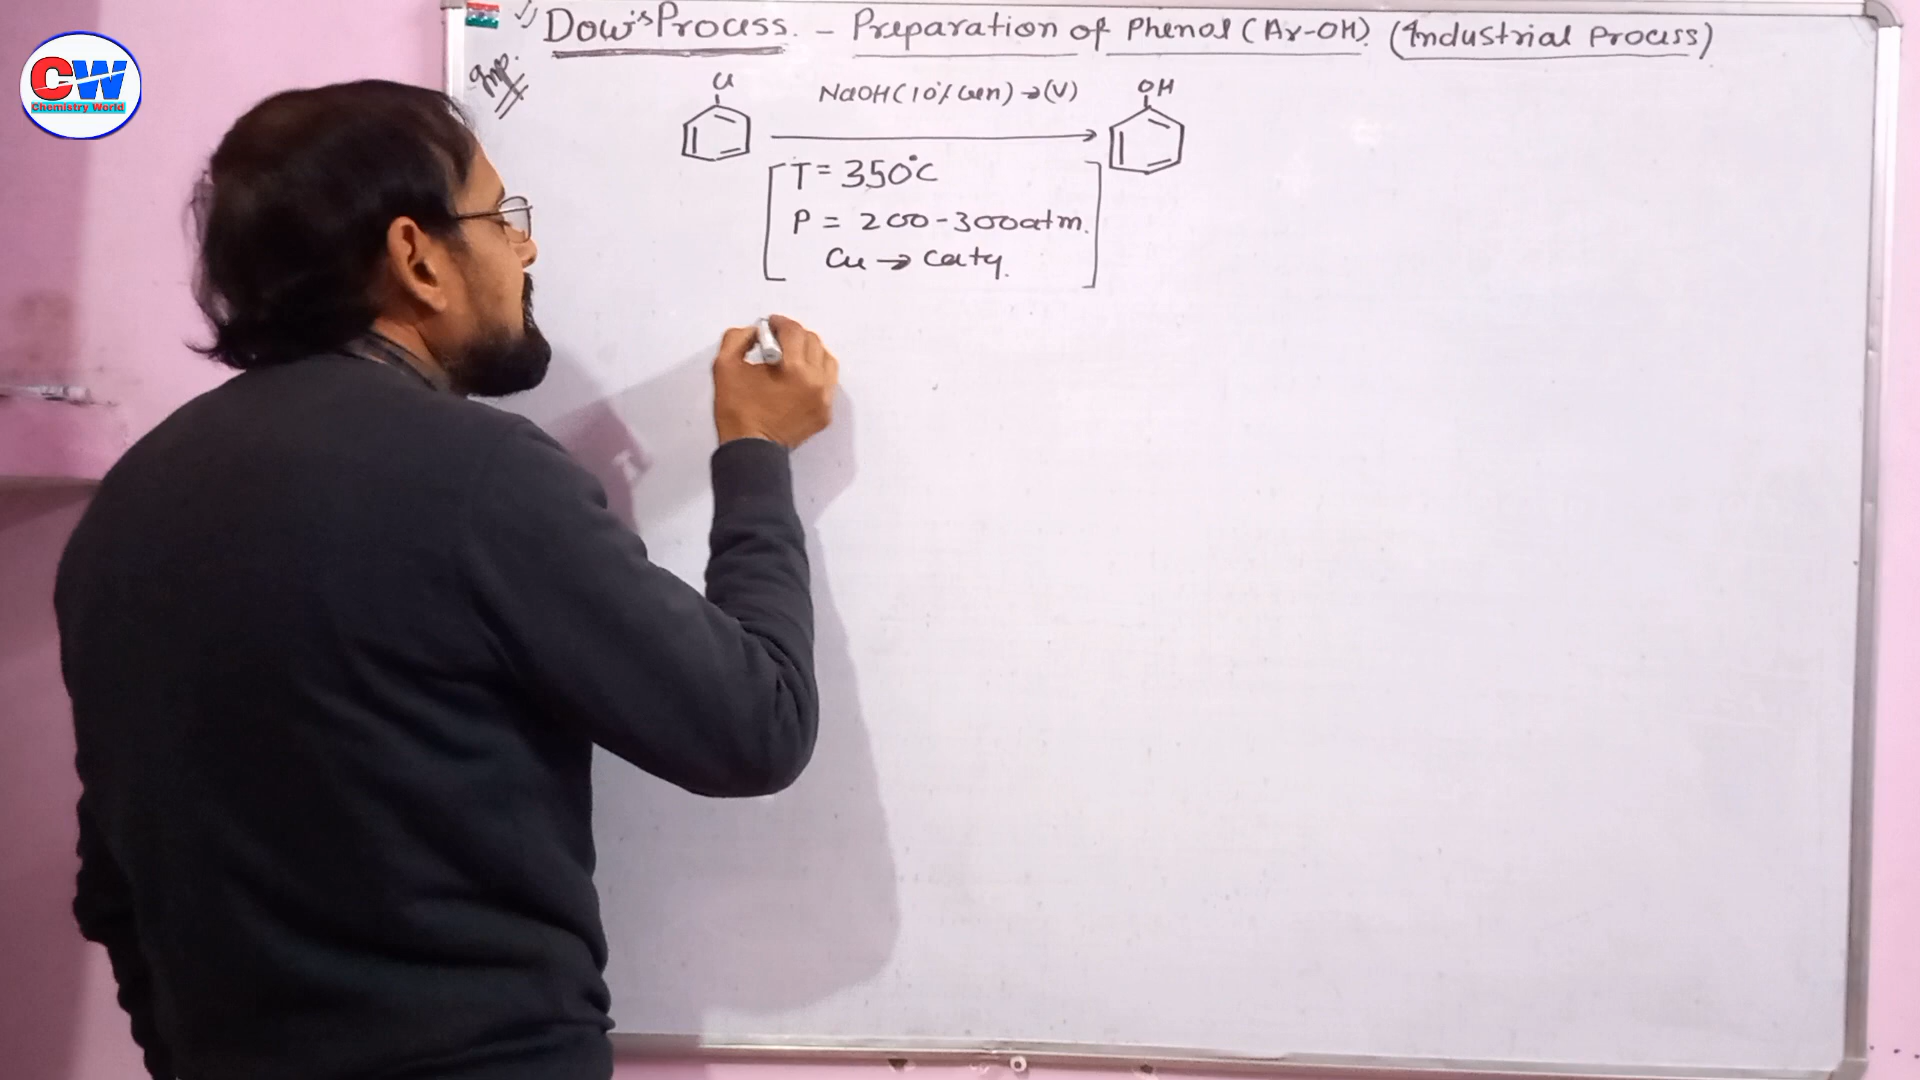 CW
Chemistry World
Dow's Process. - Preparation of Phenol (Ar-OH). (Industrial Process)
Imp.
Cl
NaOH (10% ) → (V)
OH
T = 350°C
P = 200-300atm.
Cu → Caty.